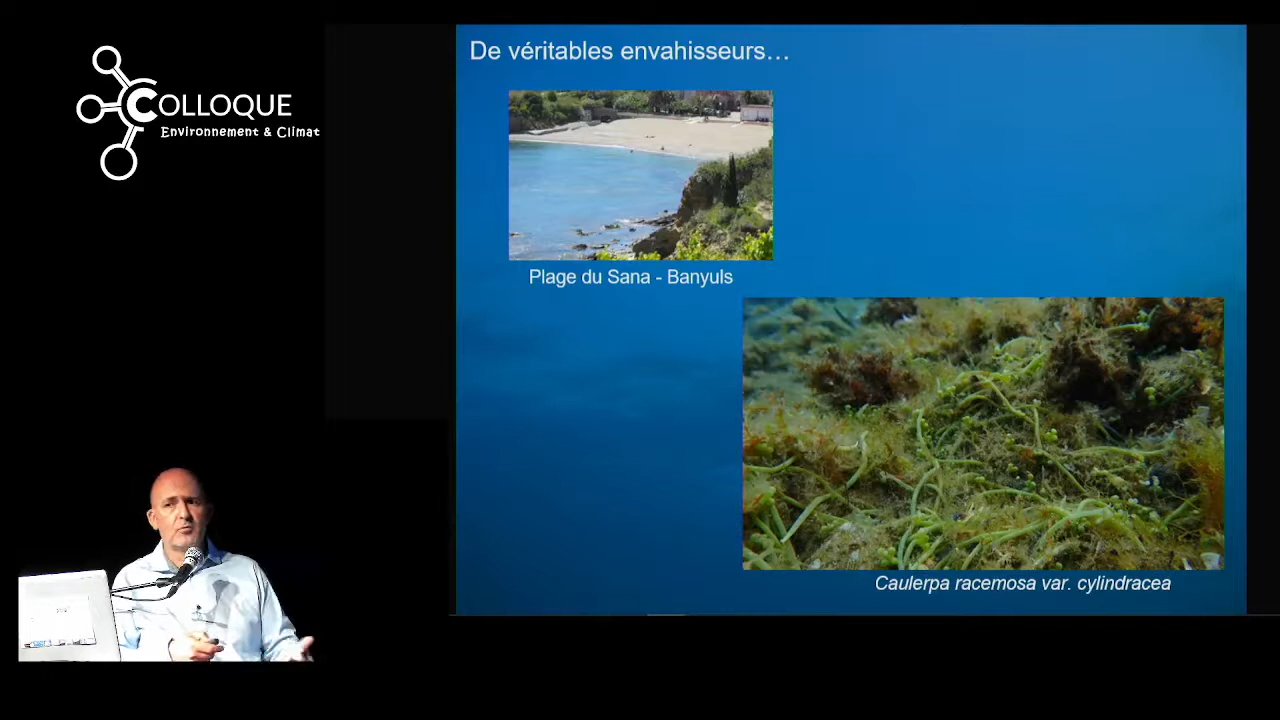 COLLOQUE
Environnement & Climat
De véritables envahisseurs…
Plage du Sana - Banyuls
Caulerpa racemosa var. cylindracea